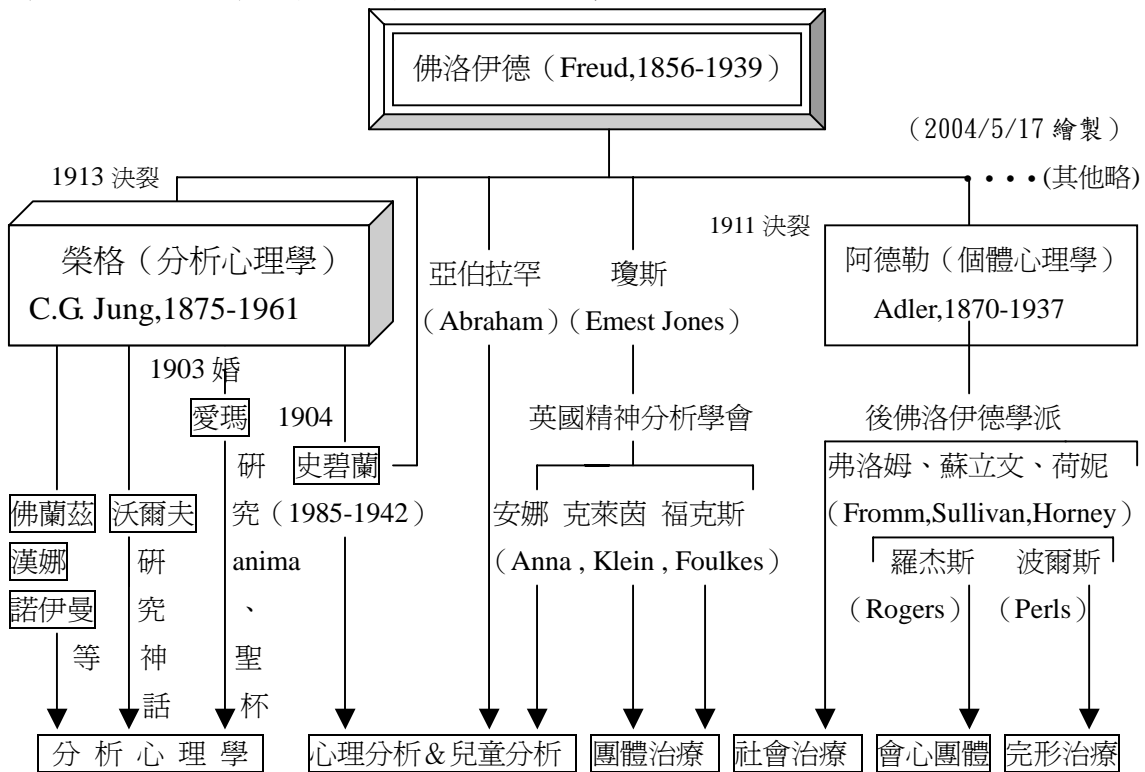 佛洛伊德（Freud,1856-1939）
（2004/5/17 繪製）
1913 決裂
‧‧‧‧(其他略)
1911 決裂
榮格（分析心理學）
C.G. Jung,1875-1961
亞伯拉罕
（Abraham）
瓊斯
（Emest Jones）
阿德勒（個體心理學）
Adler,1870-1937
1903 婚
愛瑪
研究 anima、聖杯
1904
史碧蘭
（1985-1942）
英國精神分析學會
後佛洛伊德學派
弗洛姆、蘇立文、荷妮
（Fromm,Sullivan,Horney）
佛蘭茲
漢娜
諾伊曼
等
沃爾夫
研究神話
安娜 克萊茵 福克斯
（Anna , Klein , Foulkes）
羅杰斯
（Rogers）
波爾斯
（Perls）
分 析 心 理 學
心理分析＆兒童分析
團體治療
社會治療
會心團體
完形治療